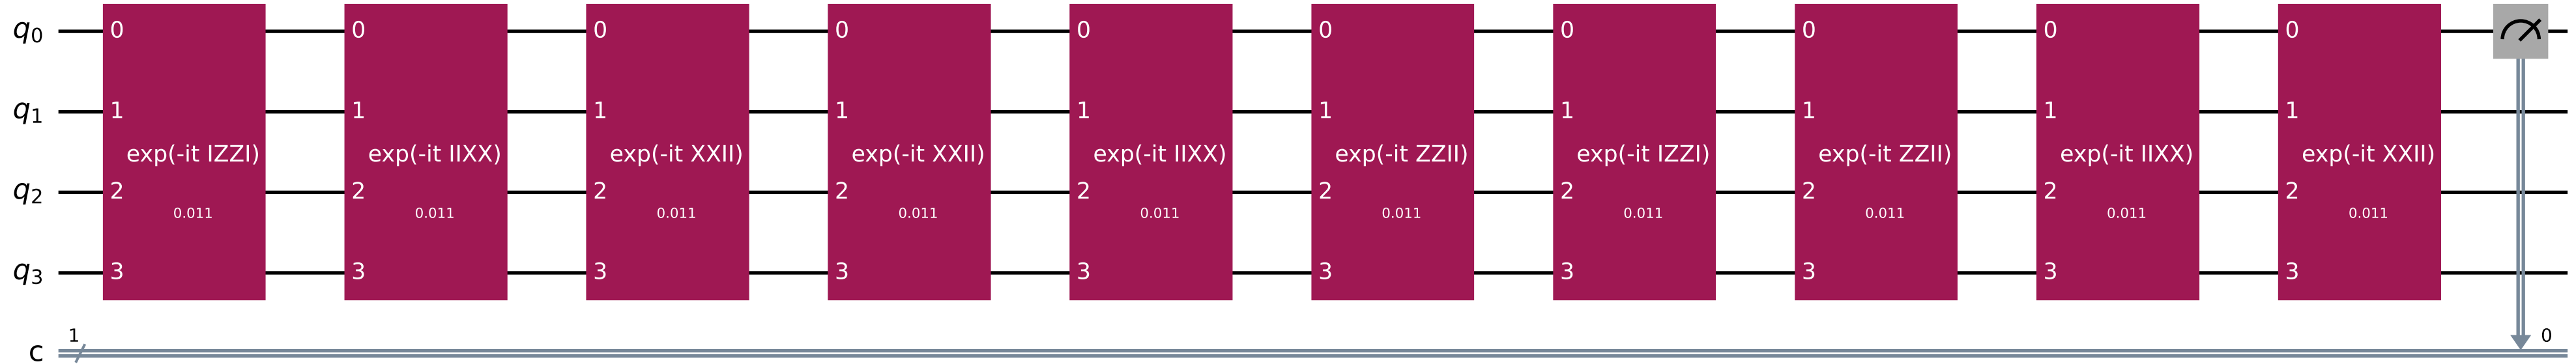 q0 0 0 0 0 0 0 0 0 0 0
q1 1 1 1 1 1 1 1 1 1 1
exp(-it IZZI) exp(-it IIXX) exp(-it XXII) exp(-it XXII) exp(-it IIXX) exp(-it ZZII) exp(-it IZZI) exp(-it ZZII) exp(-it IIXX) exp(-it XXII)
q2 2 2 2 2 2 2 2 2 2 2
0.011 0.011 0.011 0.011 0.011 0.011 0.011 0.011 0.011 0.011
q3 3 3 3 3 3 3 3 3 3 3
1 0
c